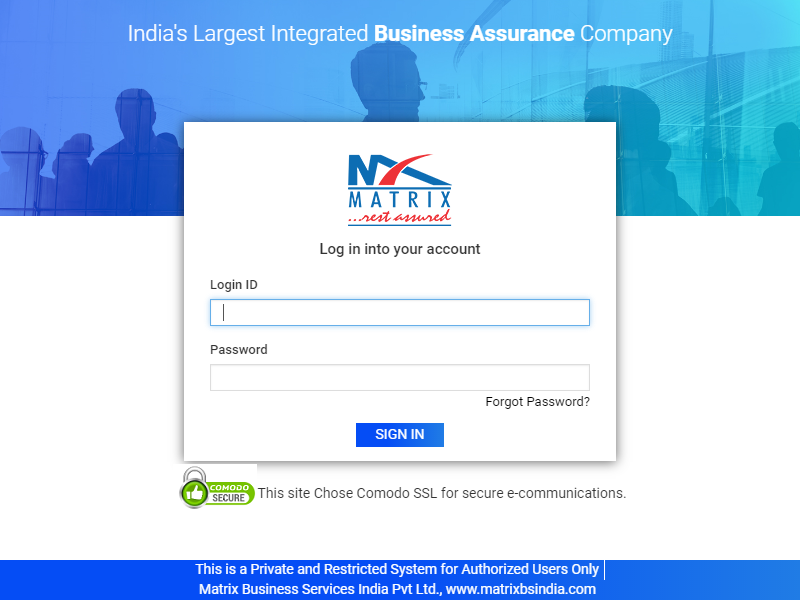 India's Largest Integrated Business Assurance Company
MATRIX
...rest assured
Log in into your account
Login ID
Password
Forgot Password?
SIGN IN
COMODO
SECURE
This site Chose Comodo SSL for secure e-communications.
This is a Private and Restricted System for Authorized Users Only
Matrix Business Services India Pvt Ltd., www.matrixbsindia.com